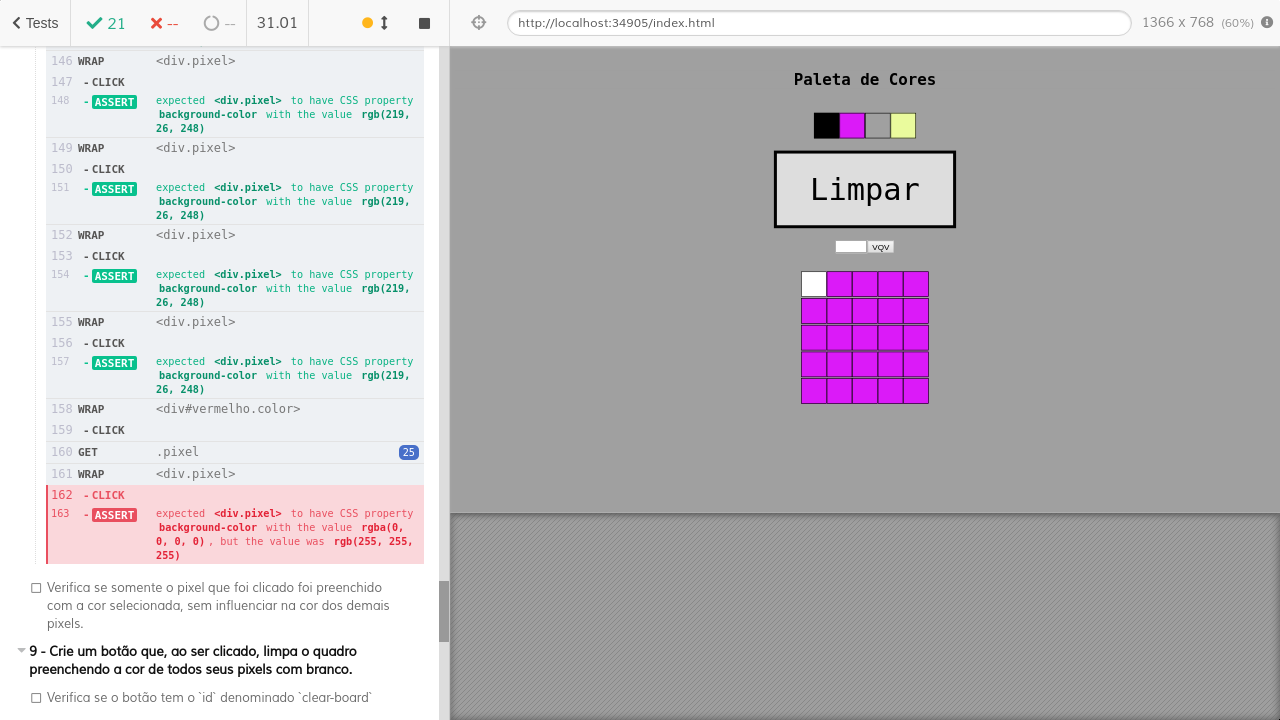 Tests 21 -- -- 31.01
146 WRAP <div.pixel>
147 - CLICK
148 - ASSERT expected <div.pixel> to have CSS property
background-color with the value rgb(219,
26, 248)
149 WRAP <div.pixel>
150 - CLICK
151 - ASSERT expected <div.pixel> to have CSS property
background-color with the value rgb(219,
26, 248)
152 WRAP <div.pixel>
153 - CLICK
154 - ASSERT expected <div.pixel> to have CSS property
background-color with the value rgb(219,
26, 248)
155 WRAP <div.pixel>
156 - CLICK
157 - ASSERT expected <div.pixel> to have CSS property
background-color with the value rgb(219,
26, 248)
158 WRAP <div#vermelho.color>
159 - CLICK
160 GET .pixel 25
161 WRAP <div.pixel>
162 - CLICK
163 - ASSERT expected <div.pixel> to have CSS property
background-color with the value rgba(0,
0, 0, 0) , but the value was rgb(255, 255,
255)
Verifica se somente o pixel que foi clicado foi preenchido
com a cor selecionada, sem influenciar na cor dos demais
pixels.
9 - Crie um botão que, ao ser clicado, limpa o quadro
preenchendo a cor de todos seus pixels com branco.
Verifica se o botão tem o `id` denominado `clear-board`
http://localhost:34905/index.html 1366 x 768 (60%)
Paleta de Cores
Limpar
VQV